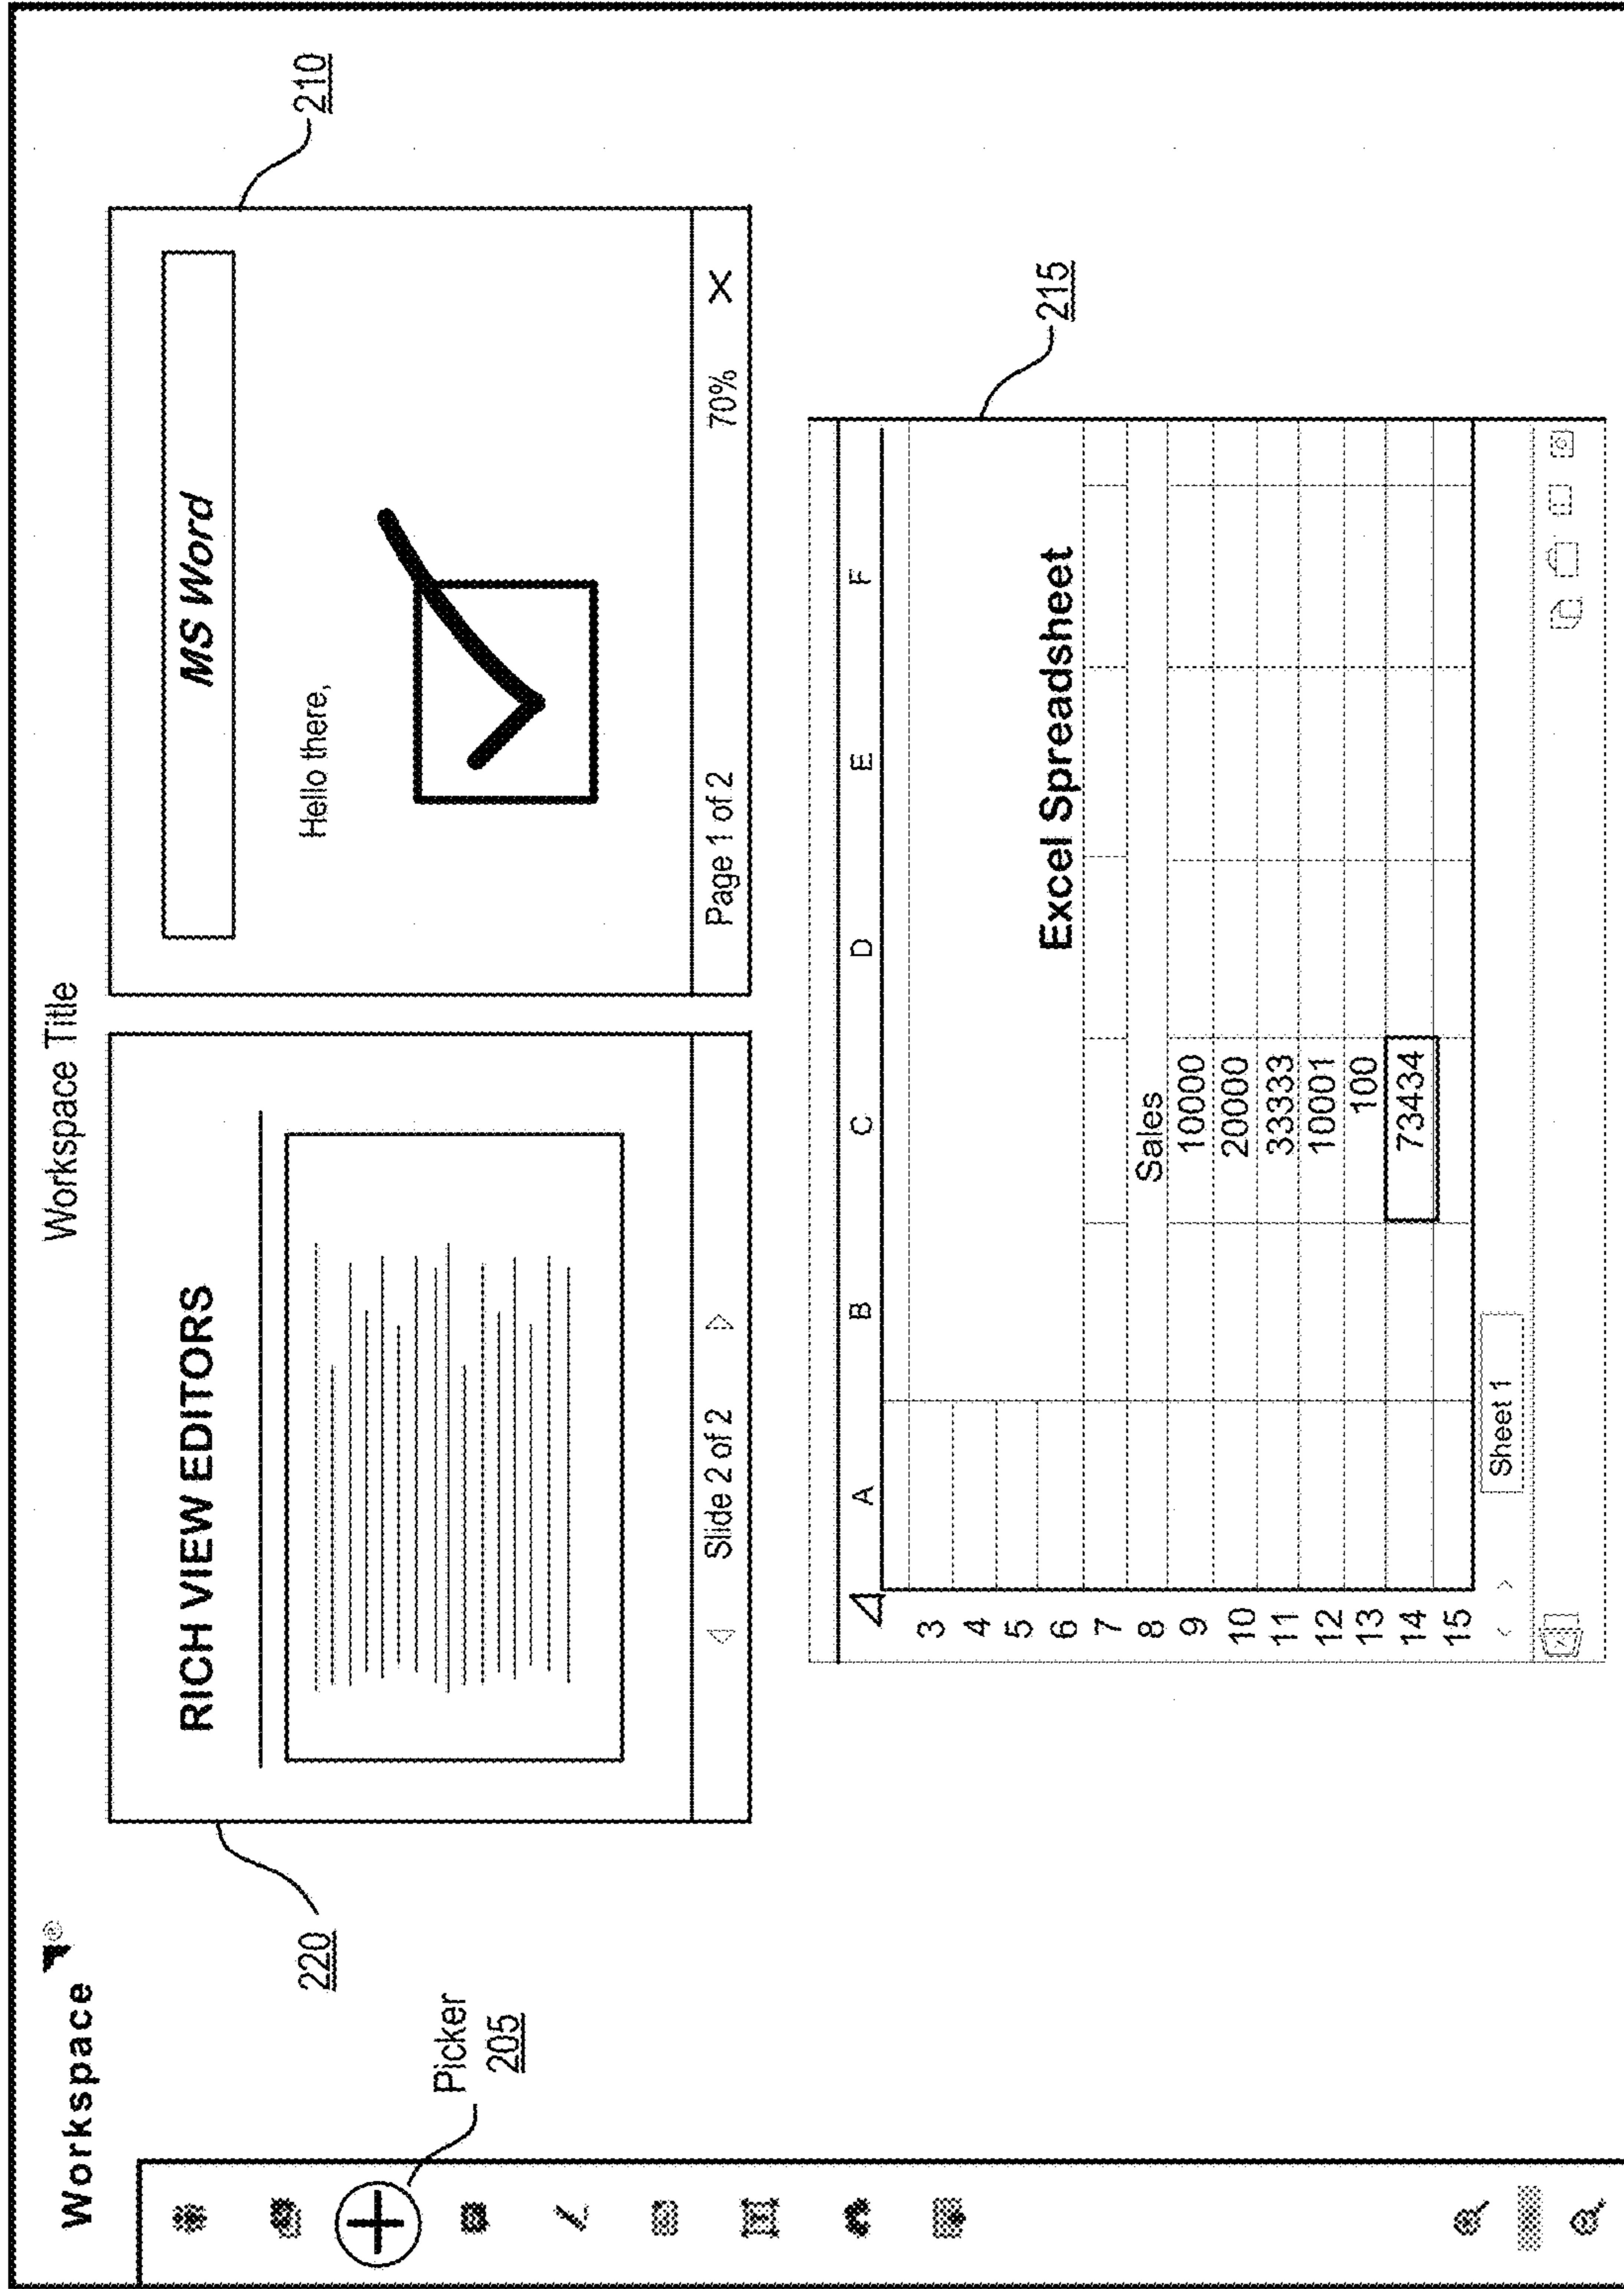 Workspace ®
Workspace Title
RICH VIEW EDITORS
Slide 2 of 2
220
MS Word
Hello there,
Page 1 of 2 70% X
210
Picker
205
A B C D E F
3
4
5
6
Excel Spreadsheet
7
8 Sales
9 10000
10 20000
11 33333
12 10001
13 100
14 73434
15
< > Sheet 1
215